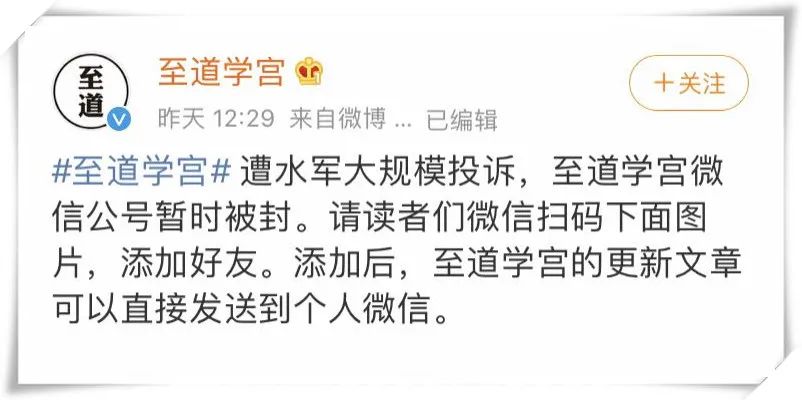 至道
至道学宫
+关注
昨天 12:29 来自微博 ... 已编辑
#至道学宫# 遭水军大规模投诉，至道学宫微
信公号暂时被封。请读者们微信扫码下面图
片，添加好友。添加后，至道学宫的更新文章
可以直接发送到个人微信。